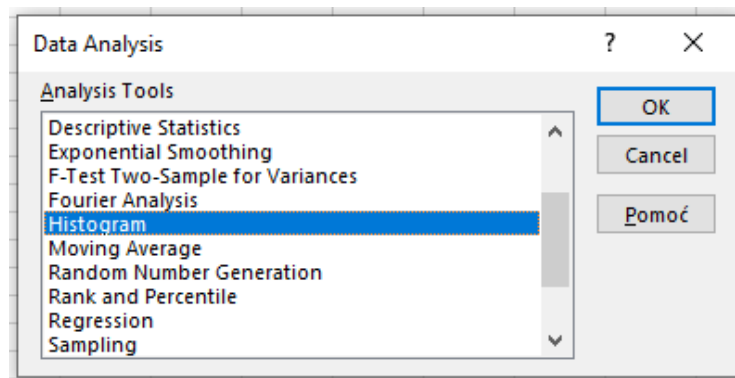 Data Analysis ? ×
Analysis Tools
Descriptive Statistics
Exponential Smoothing
F-Test Two-Sample for Variances
Fourier Analysis
Histogram
Moving Average
Random Number Generation
Rank and Percentile
Regression
Sampling
OK
Cancel
Pomoć